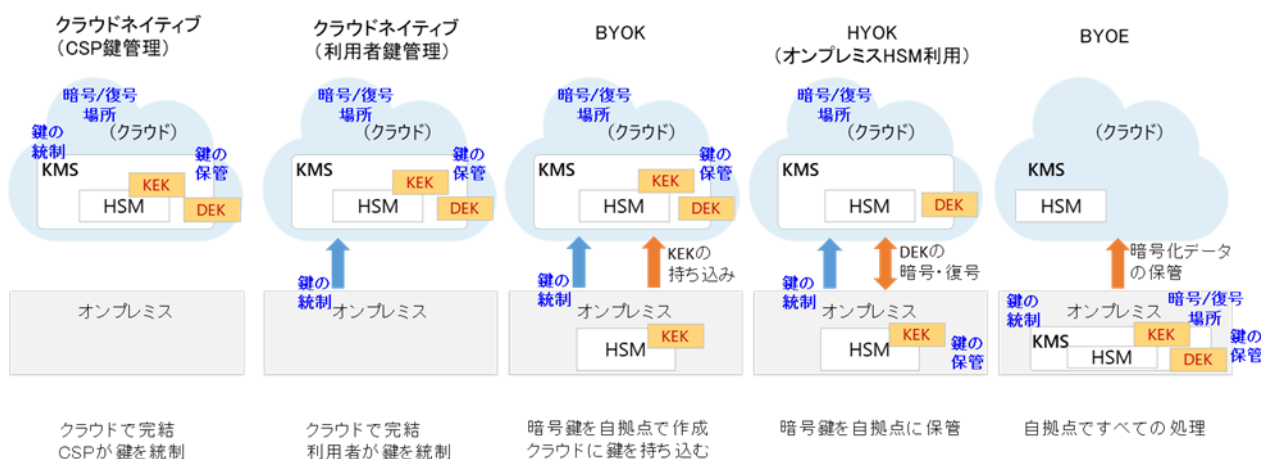 クラウドネイティブ
(CSP鍵管理)
暗号/復号
場所
(クラウド)
鍵の
統制
KMS
鍵の
保管
KEK
HSM
DEK
オンプレミス
クラウドで完結
CSPが鍵を統制
クラウドネイティブ
(利用者鍵管理)
暗号/復号
場所
(クラウド)
KMS
鍵の
保管
KEK
HSM
DEK
鍵の
統制
オンプレミス
クラウドで完結
利用者が鍵を統制
BYOK
暗号/復号
場所
(クラウド)
KMS
鍵の
保管
KEK
HSM
DEK
鍵の
統制
KEKの
持ち込み
オンプレミス
KEK
HSM
暗号鍵を自拠点で作成
クラウドに鍵を持ち込む
HYOK
(オンプレミスHSM利用)
暗号/復号
場所
(クラウド)
KMS
HSM
DEK
鍵の
統制
DEKの
暗号・復号
オンプレミス
KEK
HSM
鍵の
保管
暗号鍵を自拠点に保管
BYOE
(クラウド)
KMS
HSM
暗号化データ
の保管
鍵の
統制
オンプレミス
暗号/復号
場所
KMS
KEK
HSM
DEK
鍵の
保管
自拠点ですべての処理